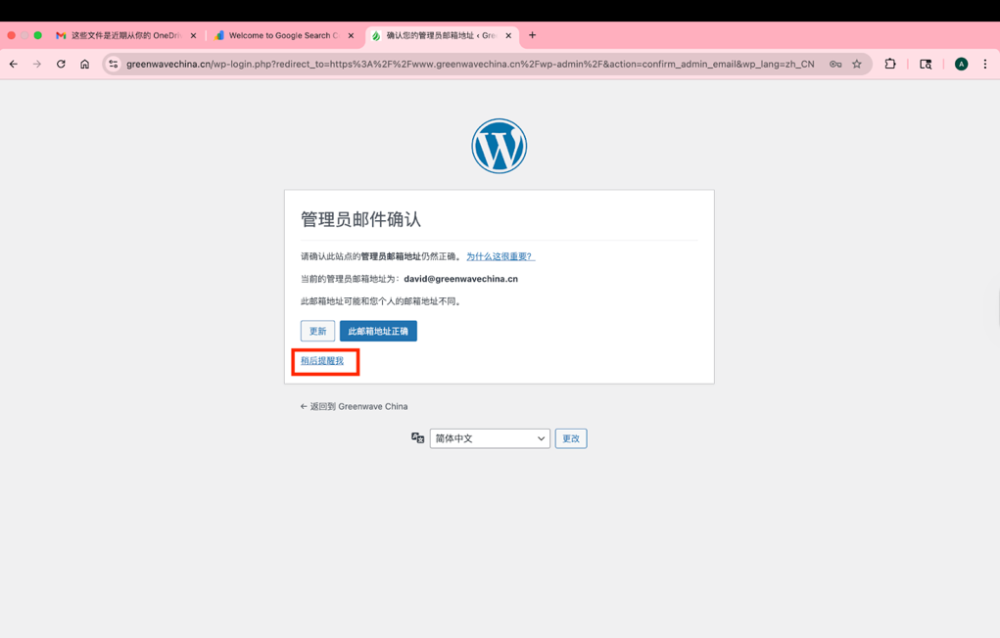 这些文件是近期从你的 OneDri
Welcome to Google Search C
确认您的管理员邮箱地址 ‹ Gre
greenwavechina.cn/wp-login.php?redirect_to=https%3A%2F%2Fwww.greenwavechina.cn%2Fwp-admin%2F&action=confirm_admin_email&wp_lang=zh_CN
A
管理员邮件确认
请确认此站点的管理员邮箱地址仍然正确。 为什么这很重要?
当前的管理员邮箱地址为：david@greenwavechina.cn
此邮箱地址可能和您个人的邮箱地址不同。
更新 此邮箱地址正确
稍后提醒我
← 返回到 Greenwave China
简体中文 更改